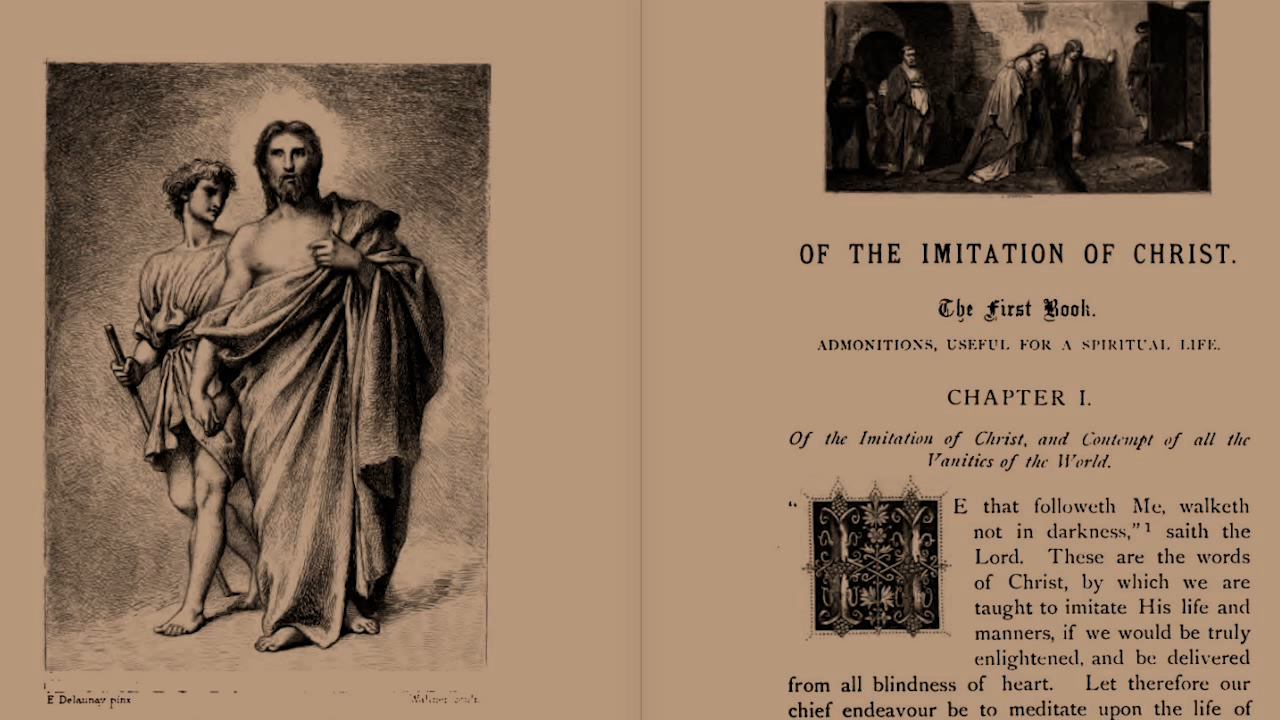 E Delaunay pinx
OF THE IMITATION OF CHRIST.
The First Book.
ADMONITIONS, USEFUL FOR A SPIRITUAL LIFE.
CHAPTER I.
Of the Imitation of Christ, and Contempt of all the
Vanities of the World.
“HE that followeth Me, walketh
not in darkness,”¹ saith the
Lord. These are the words
of Christ, by which we are
taught to imitate His life and
manners, if we would be truly
enlightened, and be delivered
from all blindness of heart. Let therefore our
chief endeavour be to meditate upon the life of